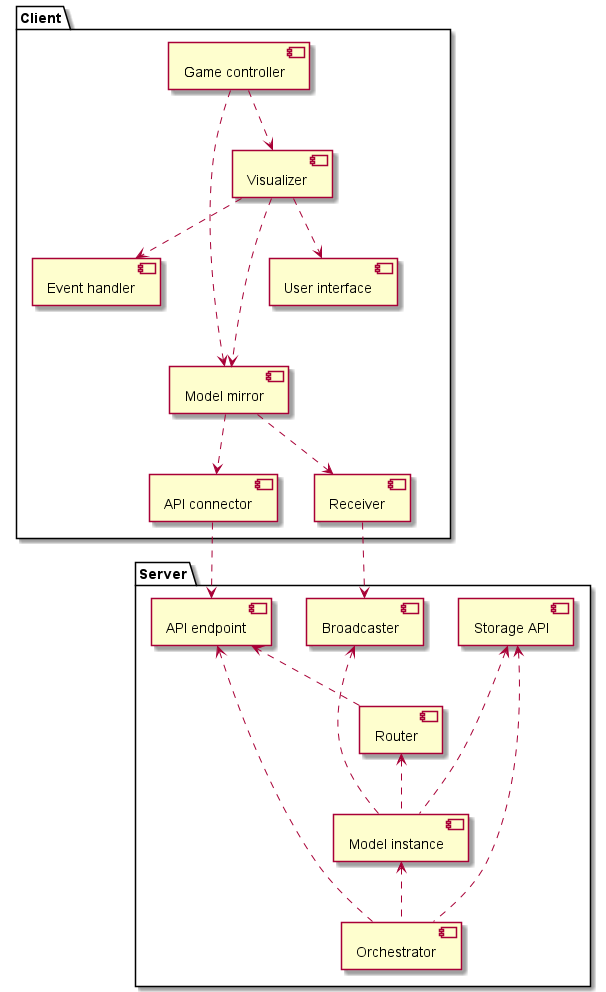 Client
Game controller
Visualizer
Event handler
User interface
Model mirror
API connector
Receiver
Server
API endpoint
Broadcaster
Storage API
Router
Model instance
Orchestrator